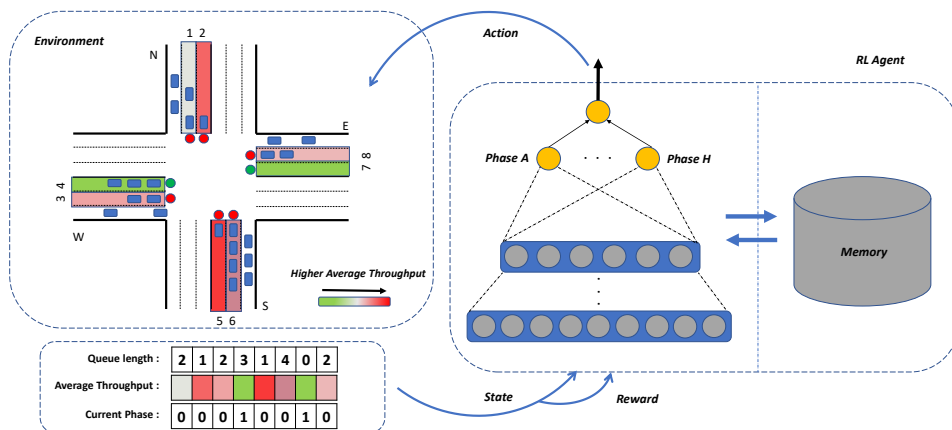 Environment
N
1 2
E
7 8
3 4
W
S
5 6
Higher Average Throughput
Action
RL Agent
Phase A
. . .
Phase H
Memory
Queue length : 2 1 2 3 1 4 0 2
Average Throughput :
Current Phase : 0 0 0 1 0 0 1 0
State
Reward